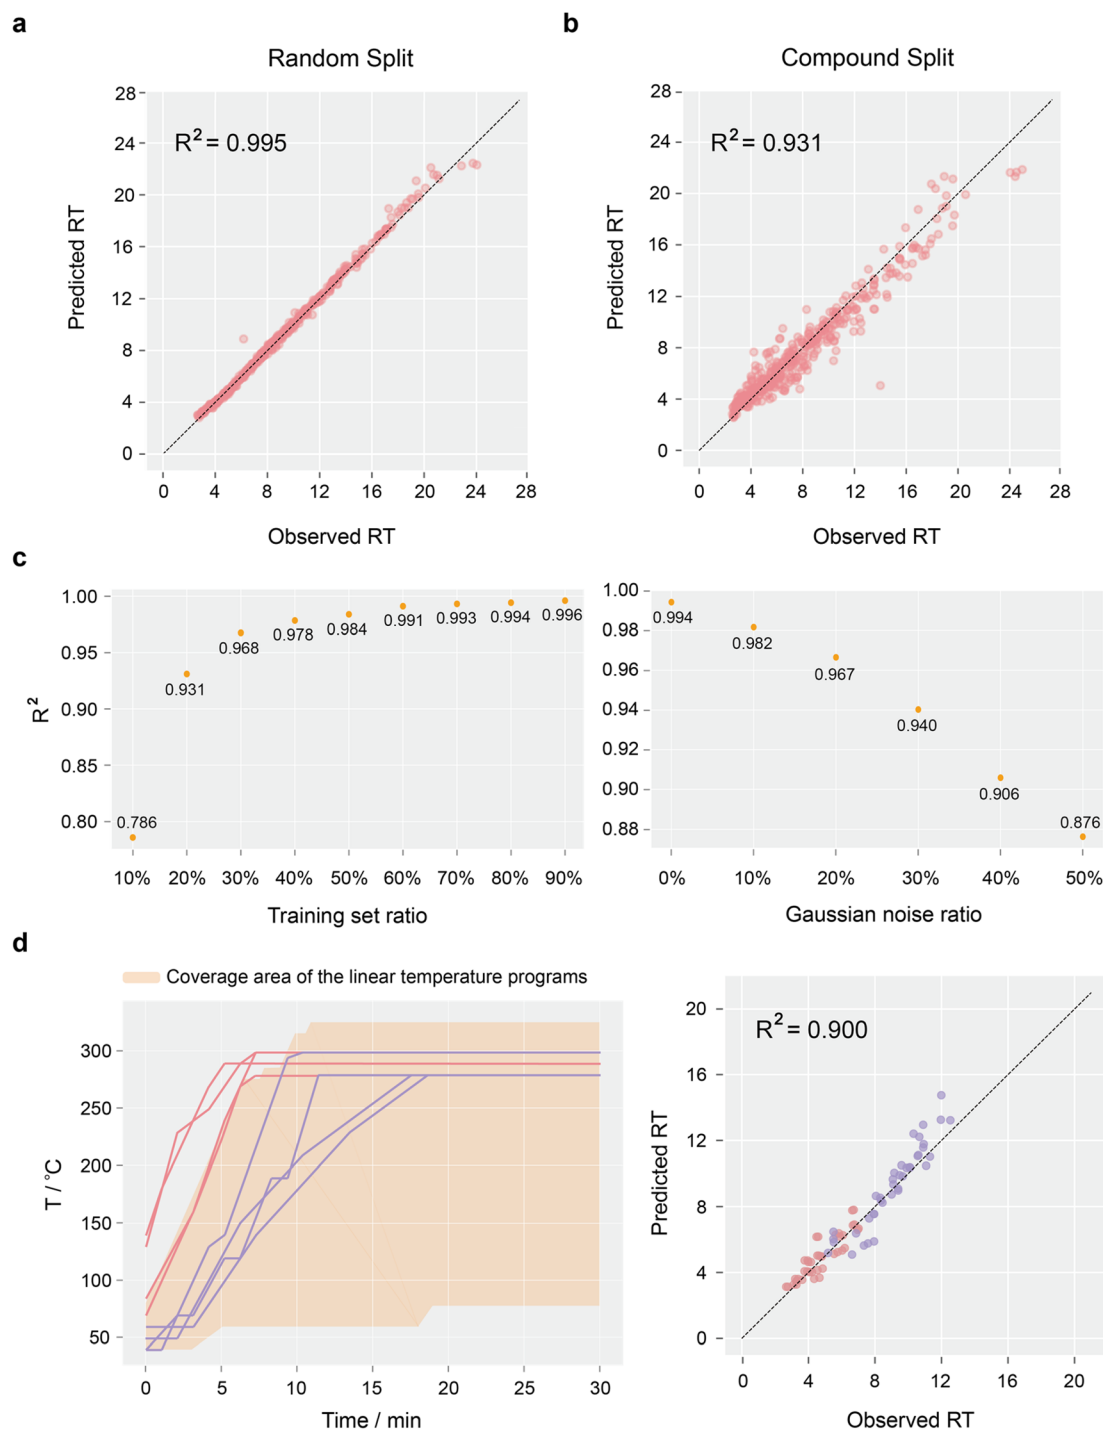 a
Random Split
R² = 0.995
28
24
20
16
12
8
4
0
0 4 8 12 16 20 24 28
Predicted RT
Observed RT
b
Compound Split
R² = 0.931
28
24
20
16
12
8
4
0
0 4 8 12 16 20 24 28
Predicted RT
Observed RT
c
1.00
0.95
0.90
0.85
0.80
R²
0.786 0.931 0.968 0.978 0.984 0.991 0.993 0.994 0.996
10% 20% 30% 40% 50% 60% 70% 80% 90%
Training set ratio
1.00
0.98
0.96
0.94
0.92
0.90
0.88
0.994 0.982 0.967 0.940 0.906 0.876
0% 10% 20% 30% 40% 50%
Gaussian noise ratio
d
Coverage area of the linear temperature programs
300
250
200
150
100
50
T / °C
0 5 10 15 20 25 30
Time / min
R² = 0.900
20
16
12
8
4
0
Predicted RT
0 4 8 12 16 20
Observed RT